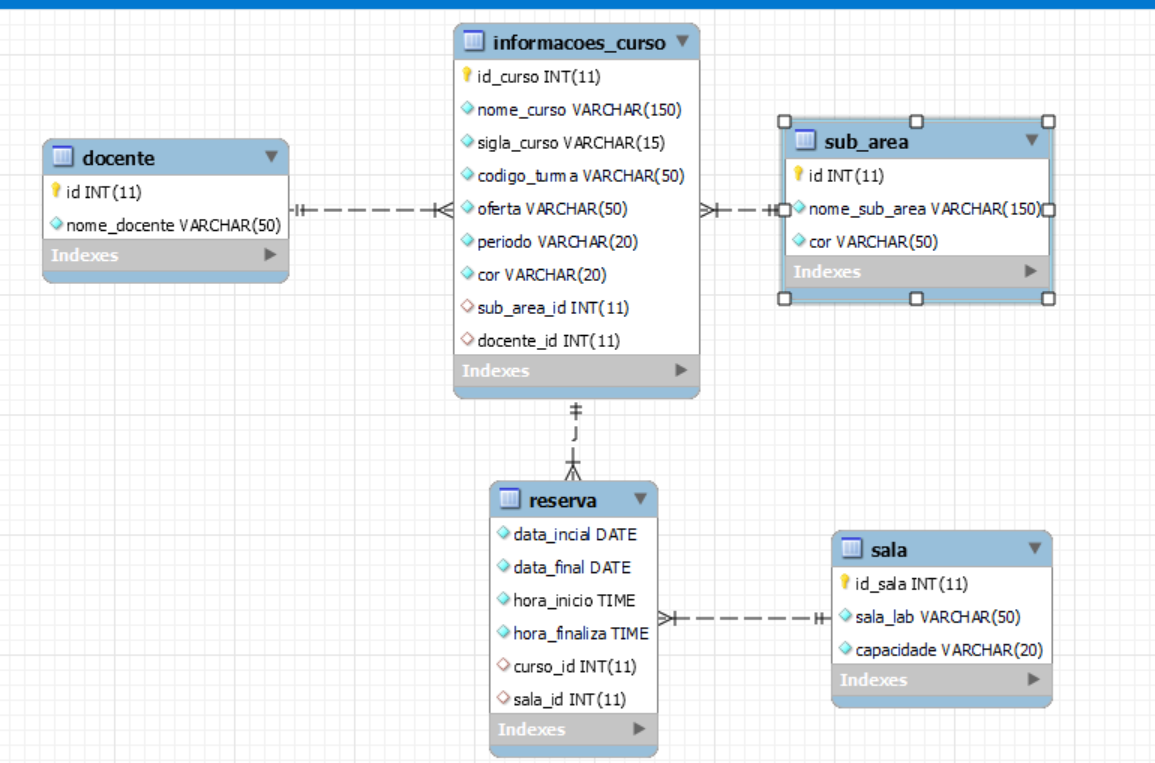 informacoes_curso
id_curso INT(11)
nome_curso VARCHAR(150)
sigla_curso VARCHAR(15)
codigo_turma VARCHAR(50)
oferta VARCHAR(50)
periodo VARCHAR(20)
cor VARCHAR(20)
sub_area_id INT(11)
docente_id INT(11)
Indexes
docente
id INT(11)
nome_docente VARCHAR(50)
Indexes
sub_area
id INT(11)
nome_sub_area VARCHAR(150)
cor VARCHAR(50)
Indexes
reserva
data_incial DATE
data_final DATE
hora_inicio TIME
hora_finaliza TIME
curso_id INT(11)
sala_id INT(11)
Indexes
sala
id_sala INT(11)
sala_lab VARCHAR(50)
capacidade VARCHAR(20)
Indexes